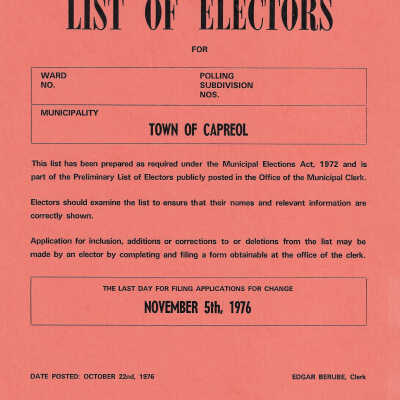 LIST OF ELECTORS
FOR
WARD
NO.
POLLING
SUBDIVISION
NOS.
MUNICIPALITY
TOWN OF CAPREOL
This list has been prepared as required under the Municipal Elections Act, 1972 and is
part of the Preliminary List of Electors publicly posted in the Office of the Municipal Clerk.
Electors should examine the list to ensure that their names and relevant information are
correctly shown.
Application for inclusion, additions or corrections to or deletions from the list may be
made by an elector by completing and filing a form obtainable at the office of the clerk.
THE LAST DAY FOR FILING APPLICATIONS FOR CHANGE
NOVEMBER 5th, 1976
DATE POSTED: OCTOBER 22nd, 1976
EDGAR BERUBE, Clerk